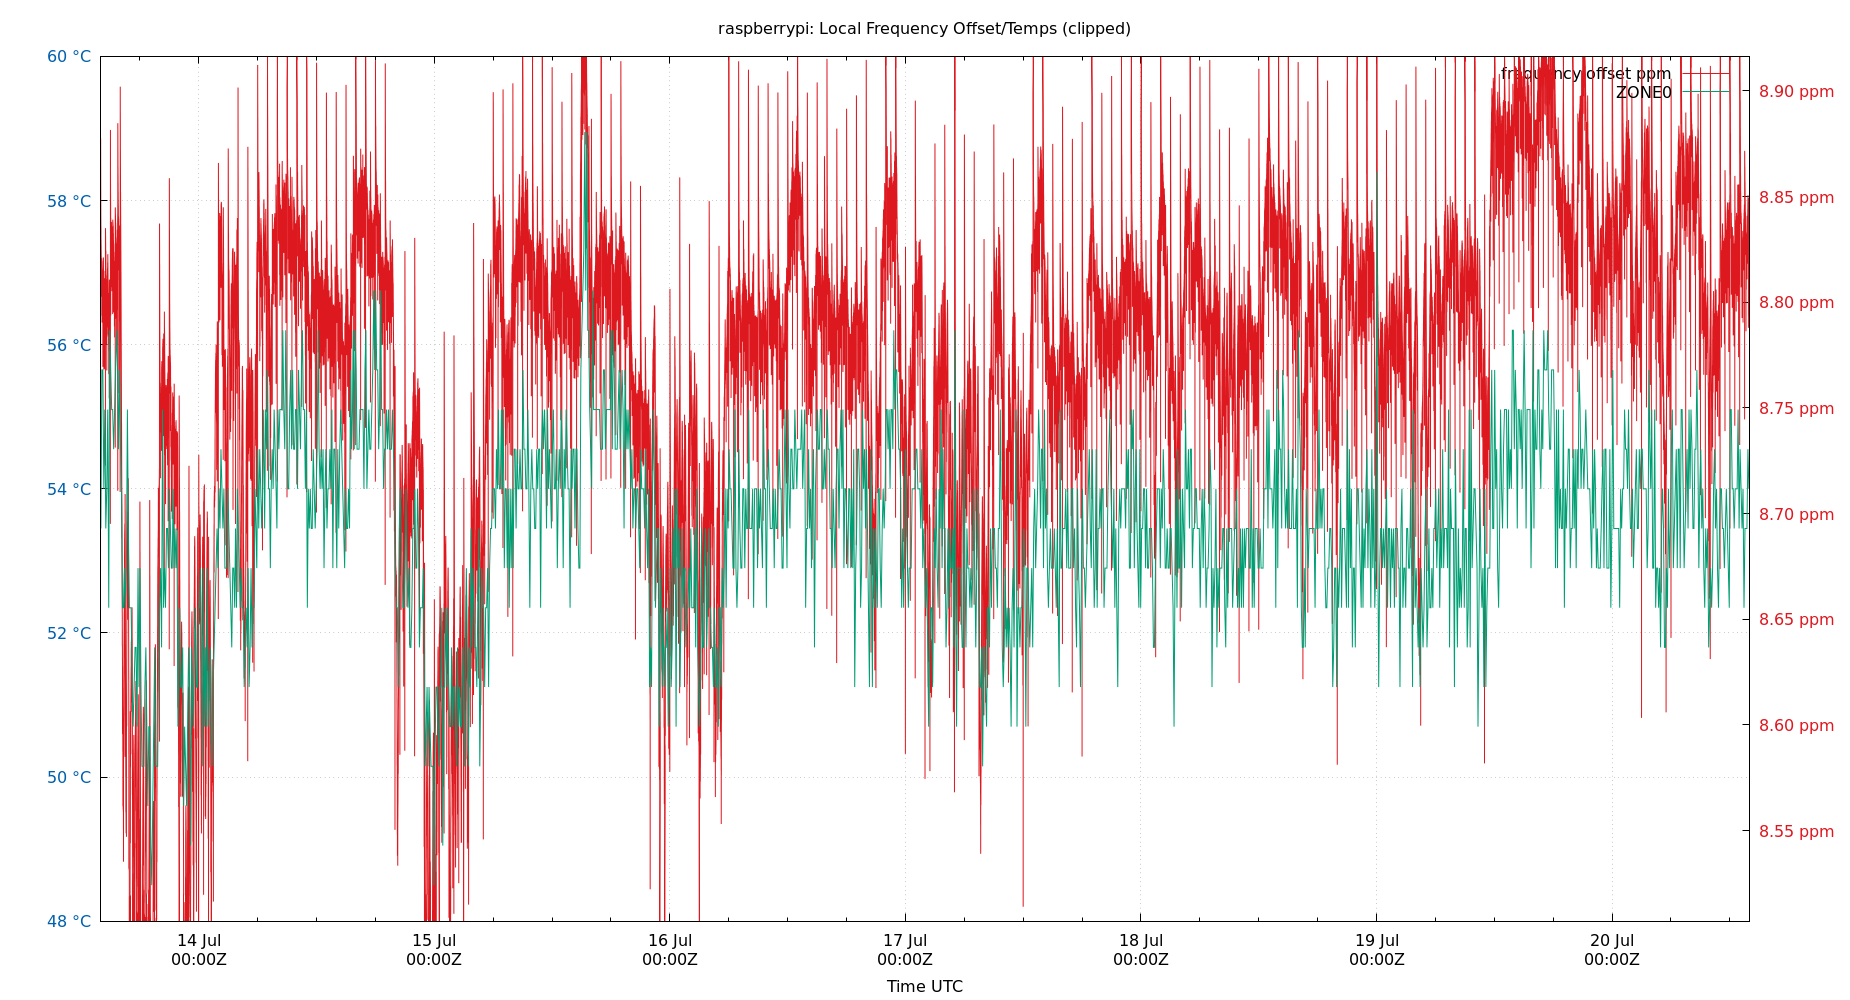 raspberrypi: Local Frequency Offset/Temps (clipped)
60 °C
58 °C
56 °C
54 °C
52 °C
50 °C
48 °C
frequency offset ppm
ZONE0
8.90 ppm
8.85 ppm
8.80 ppm
8.75 ppm
8.70 ppm
8.65 ppm
8.60 ppm
8.55 ppm
14 Jul
00:00Z
15 Jul
00:00Z
16 Jul
00:00Z
17 Jul
00:00Z
18 Jul
00:00Z
19 Jul
00:00Z
20 Jul
00:00Z
Time UTC